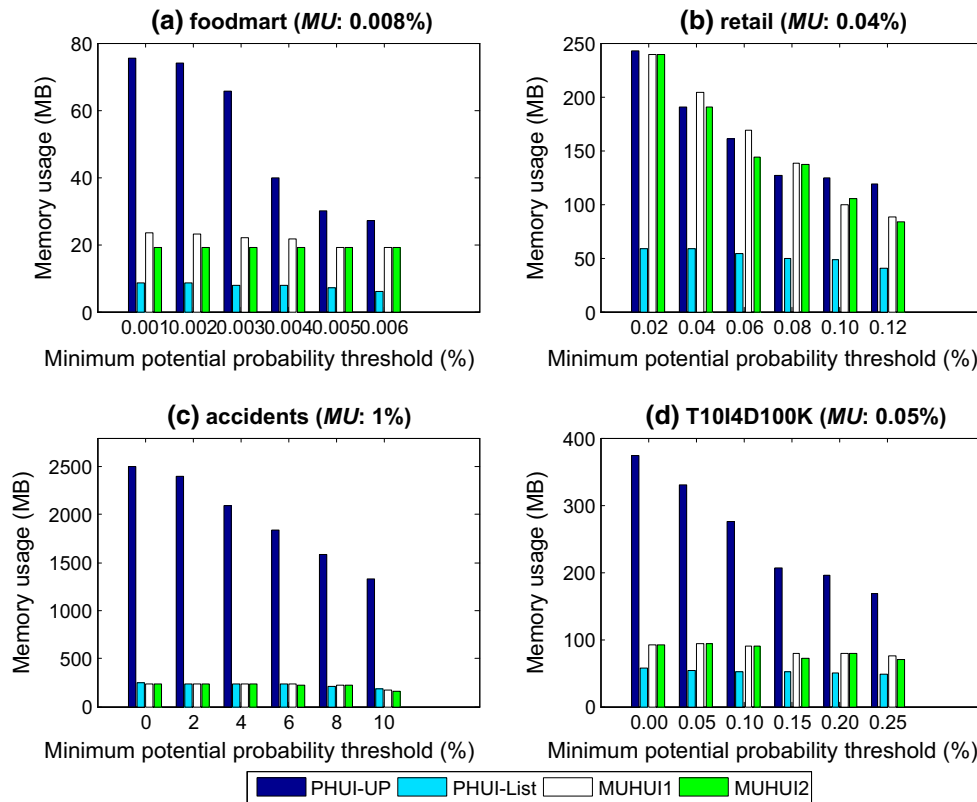 (a) foodmart (MU: 0.008%)
Memory usage (MB)
80
60
40
20
0
0.001 0.002 0.003 0.004 0.005 0.006
Minimum potential probability threshold (%)
(b) retail (MU: 0.04%)
Memory usage (MB)
250
200
150
100
50
0
0.02 0.04 0.06 0.08 0.10 0.12
Minimum potential probability threshold (%)
(c) accidents (MU: 1%)
Memory usage (MB)
2500
2000
1500
1000
500
0
0 2 4 6 8 10
Minimum potential probability threshold (%)
(d) T10I4D100K (MU: 0.05%)
Memory usage (MB)
400
300
200
100
0
0.00 0.05 0.10 0.15 0.20 0.25
Minimum potential probability threshold (%)
PHUI-UP PHUI-List MUHUI1 MUHUI2